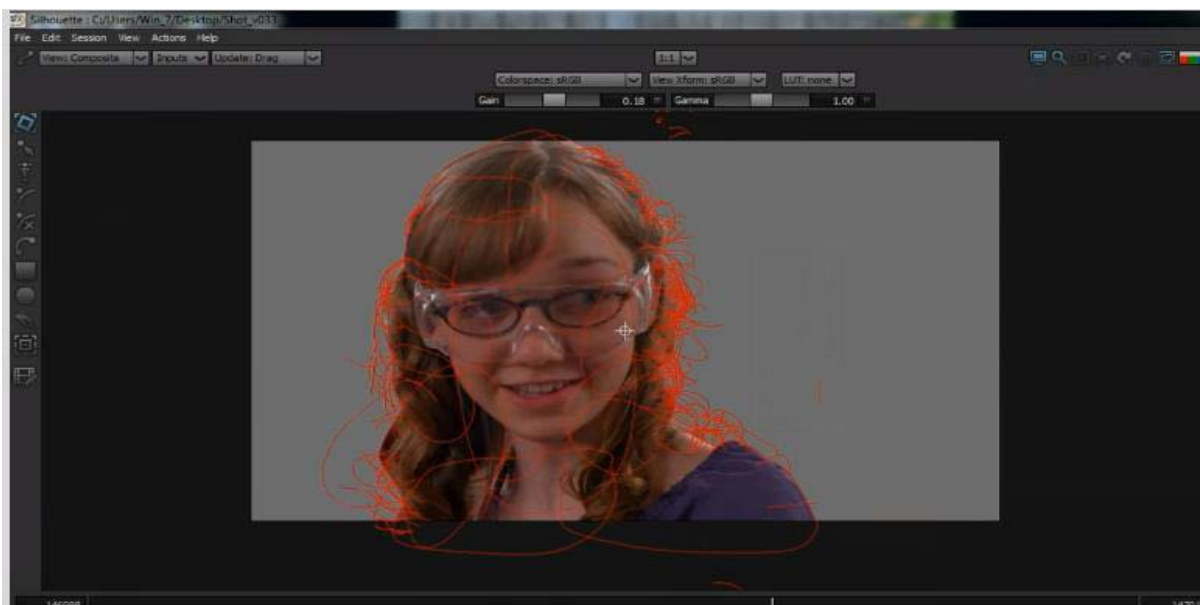 Silhouette : C:/Users/Win_7/Desktop/Shot_v033
File Edit Session View Actions Help
View: Composite Inputs Update: Drag 1:1
Colorspace: sRGB View Xform: sRGB LUT: none
Gain 0.18 Gamma 1.00